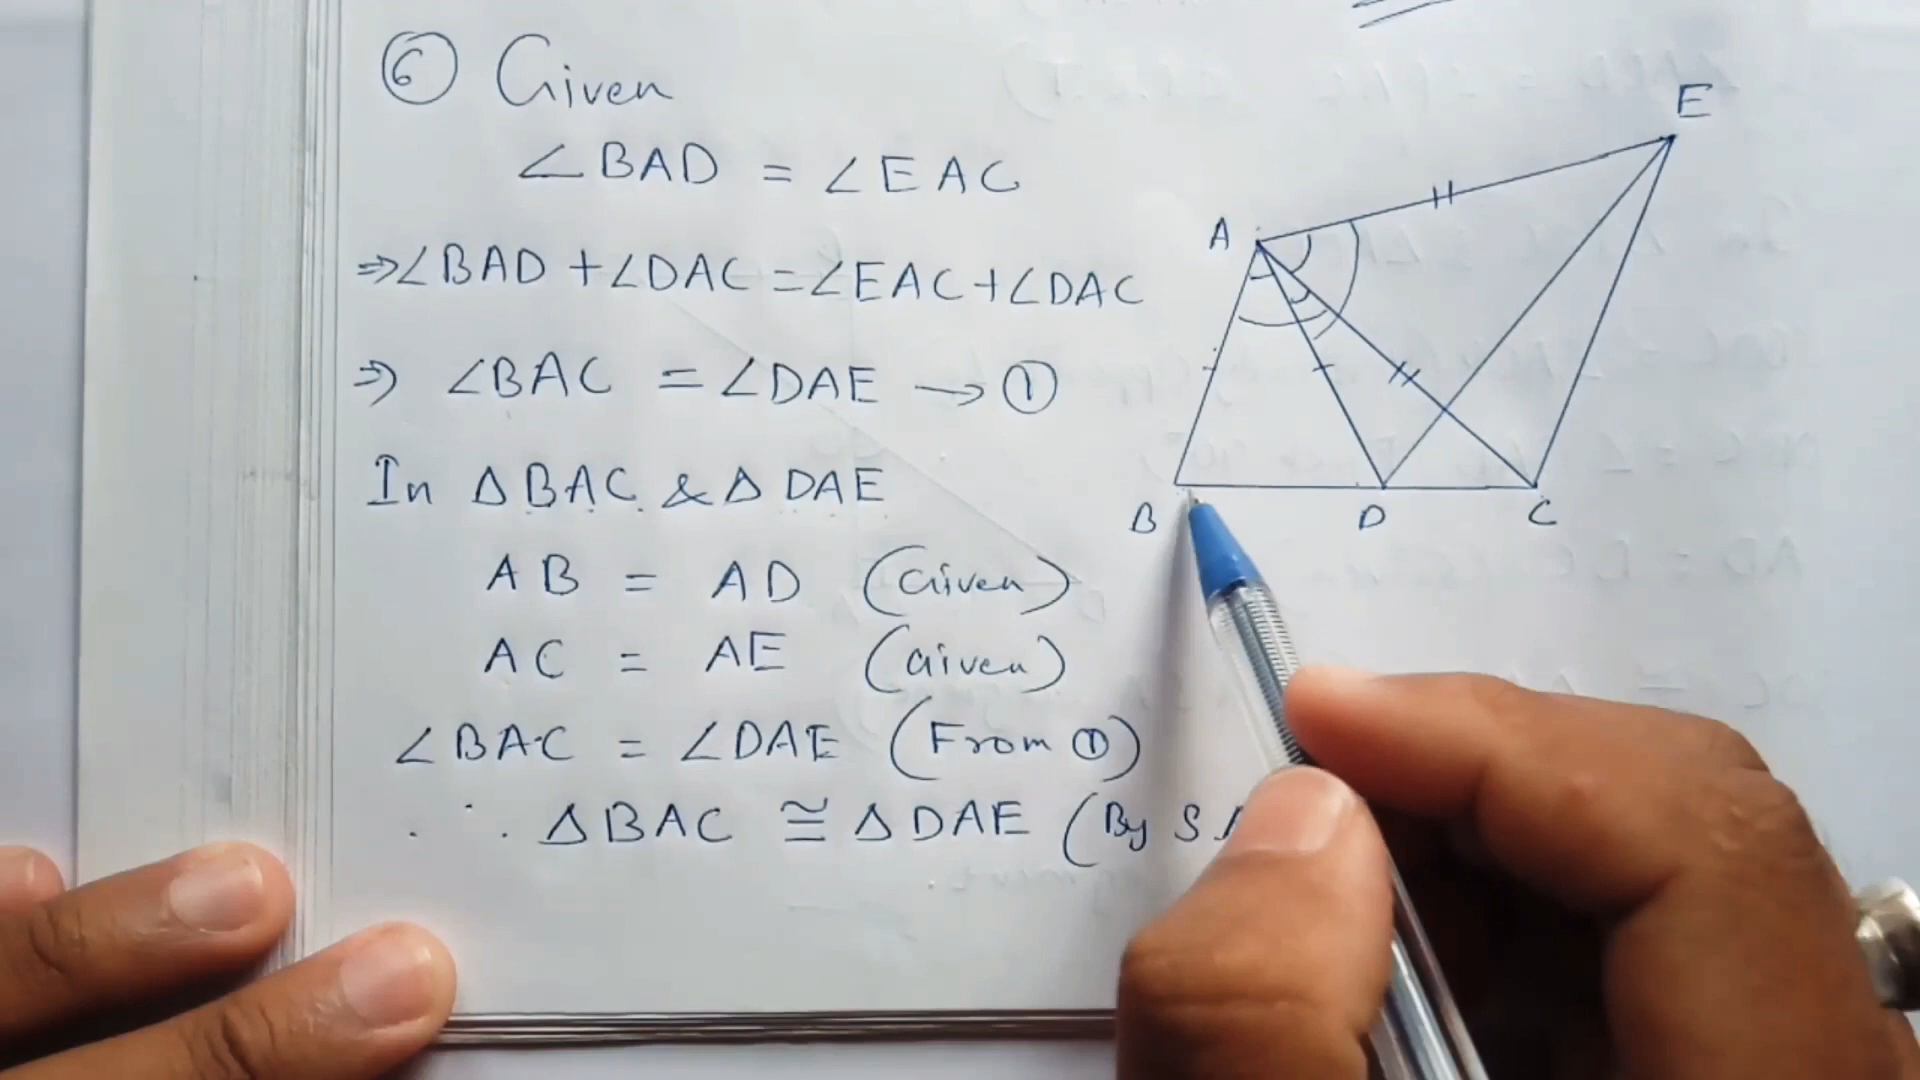 ⑥ Given
∠BAD = ∠EAC
⇒∠BAD + ∠DAC = ∠EAC + ∠DAC
⇒ ∠BAC = ∠DAE → ①
In ΔBAC & ΔDAE
AB = AD (Given)
AC = AE (Given)
∠BAC = ∠DAE (From ①)
∴ ΔBAC ≅ ΔDAE (By S
E
A
B
D
C